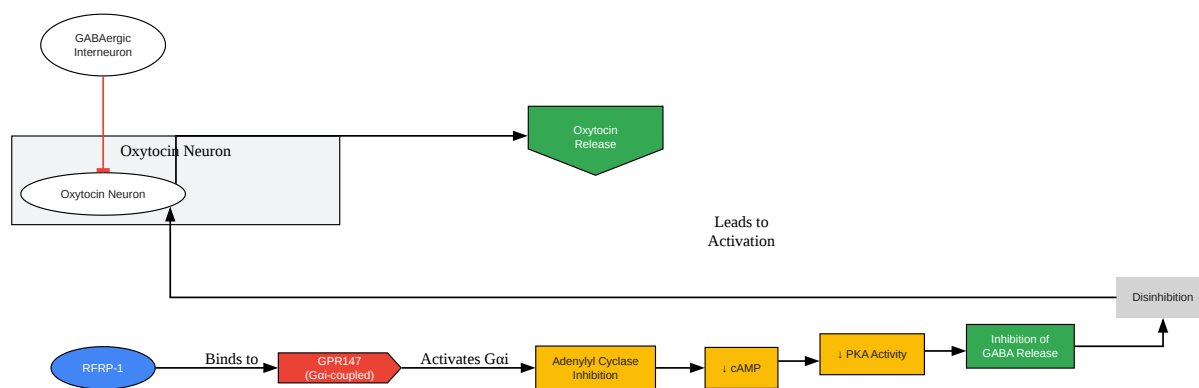 GABAergic
Interneuron
Oxytocin
Release
Oxytocin Neuron
Oxytocin Neuron
Leads to
Activation
Disinhibition
RFRP-1
Binds to
GPR147
(Gαi-coupled)
Activates Gαi
Adenylyl Cyclase
Inhibition
↓ cAMP
↓ PKA Activity
Inhibition of
GABA Release